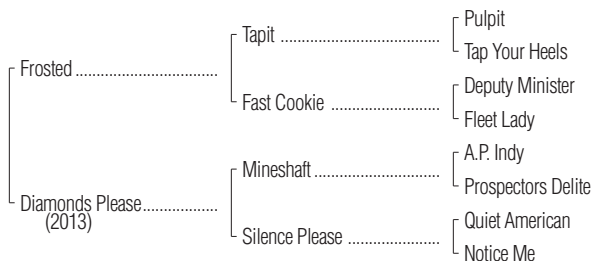 Pulpit
Tapit ........................................
Tap Your Heels
Frosted ....................................
Deputy Minister
Fast Cookie ...........................
Fleet Lady
A.P. Indy
Mineshaft ................................
Prospectors Delite
Diamonds Please...................
(2013)
Quiet American
Silence Please .......................
Notice Me